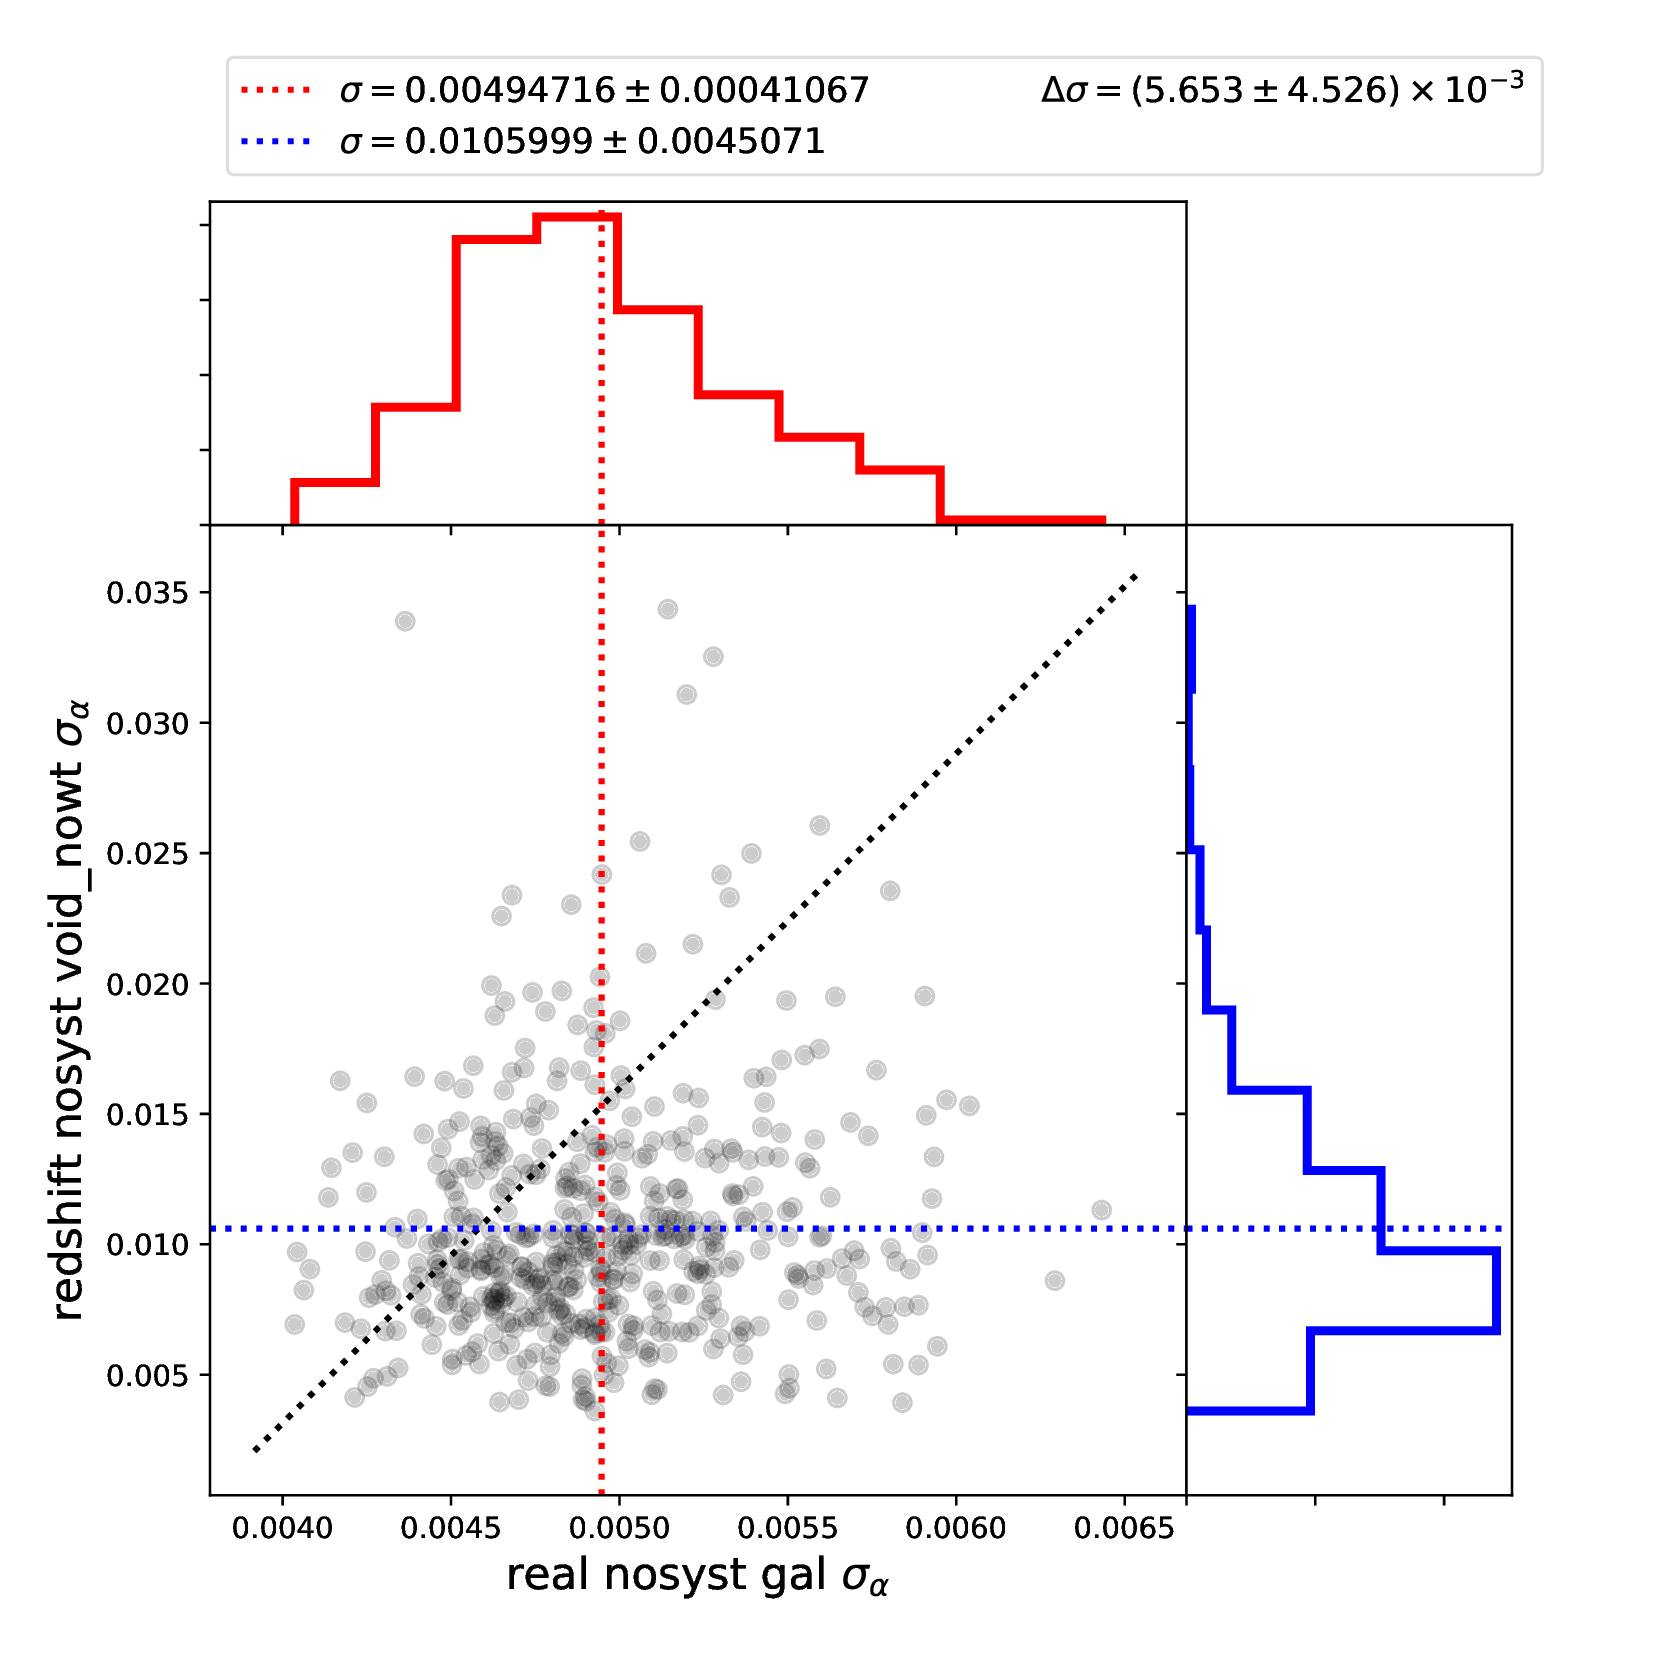 σ = 0.00494716 ± 0.00041067 Δσ = (5.653 ± 4.526) × 10⁻³
σ = 0.0105999 ± 0.0045071
0.035
0.030
0.025
0.020
0.015
0.010
0.005
redshift nosyst void_nowt σ_α
0.0040 0.0045 0.0050 0.0055 0.0060 0.0065
real nosyst gal σ_α